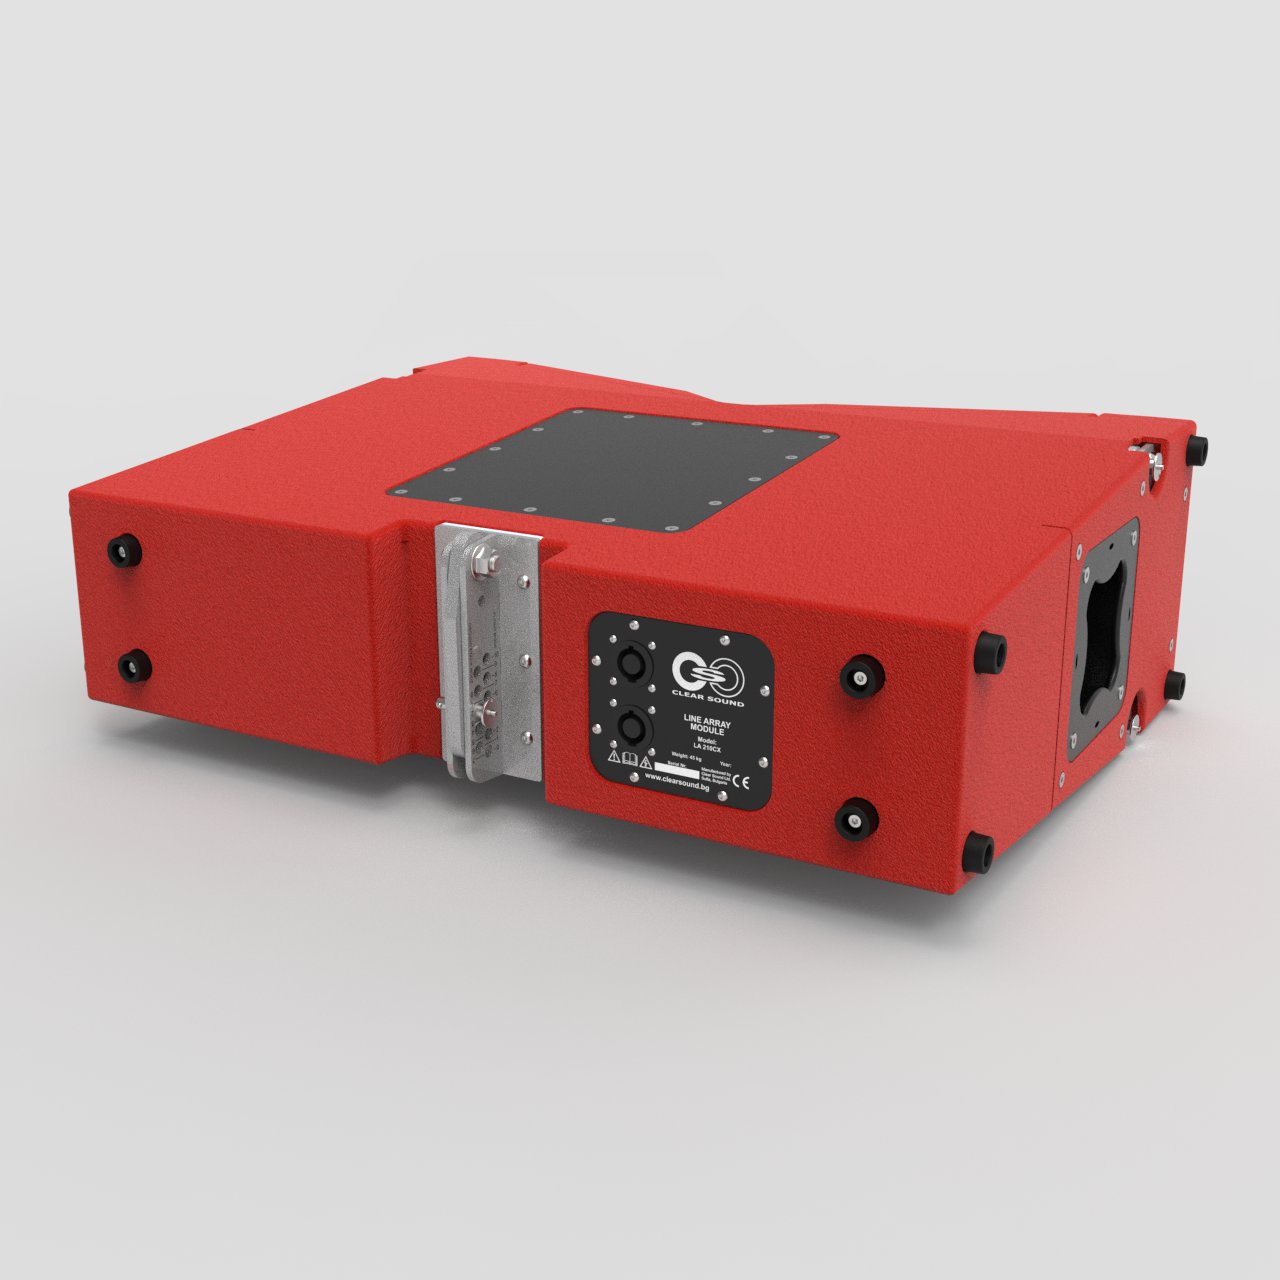 CLEAR SOUND
LINE ARRAY
MODULE
Model:
LA 210CX
Weight: 45 kg
Year:
Serial Nr.
Manufactured by
Clear Sound Ltd.
Sofia, Bulgaria
CE
www.clearsound.bg